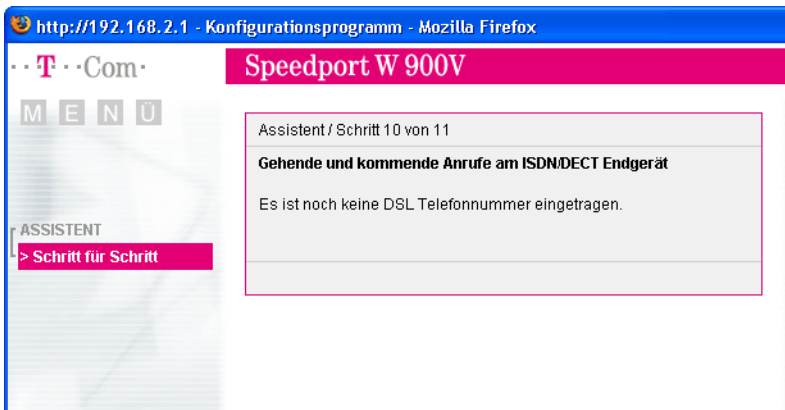 http://192.168.2.1 - Konfigurationsprogramm - Mozilla Firefox
··T··Com·
Speedport W 900V
MENÜ
Assistent / Schritt 10 von 11
Gehende und kommende Anrufe am ISDN/DECT Endgerät
Es ist noch keine DSL Telefonnummer eingetragen.
ASSISTENT
> Schritt für Schritt